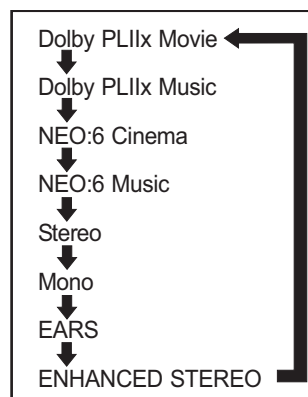 Dolby PLIIx Movie
Dolby PLIIx Music
NEO:6 Cinema
NEO:6 Music
Stereo
Mono
EARS
ENHANCED STEREO